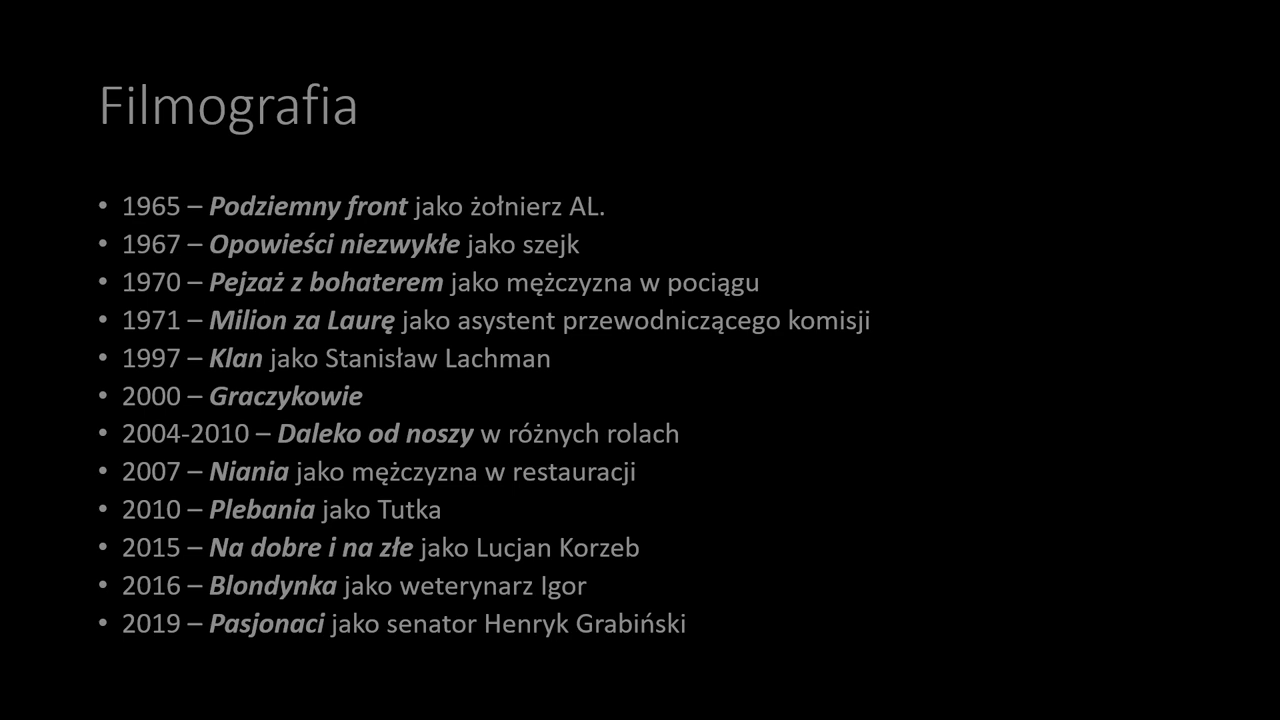 Filmografia
• 1965 – Podziemny front jako żołnierz AL.
• 1967 – Opowieści niezwykłe jako szejk
• 1970 – Pejzaż z bohaterem jako mężczyzna w pociągu
• 1971 – Milion za Laurę jako asystent przewodniczącego komisji
• 1997 – Klan jako Stanisław Lachman
• 2000 – Graczykowie
• 2004-2010 – Daleko od noszy w różnych rolach
• 2007 – Niania jako mężczyzna w restauracji
• 2010 – Plebania jako Tutka
• 2015 – Na dobre i na złe jako Lucjan Korzeb
• 2016 – Blondynka jako weterynarz Igor
• 2019 – Pasjonaci jako senator Henryk Grabiński